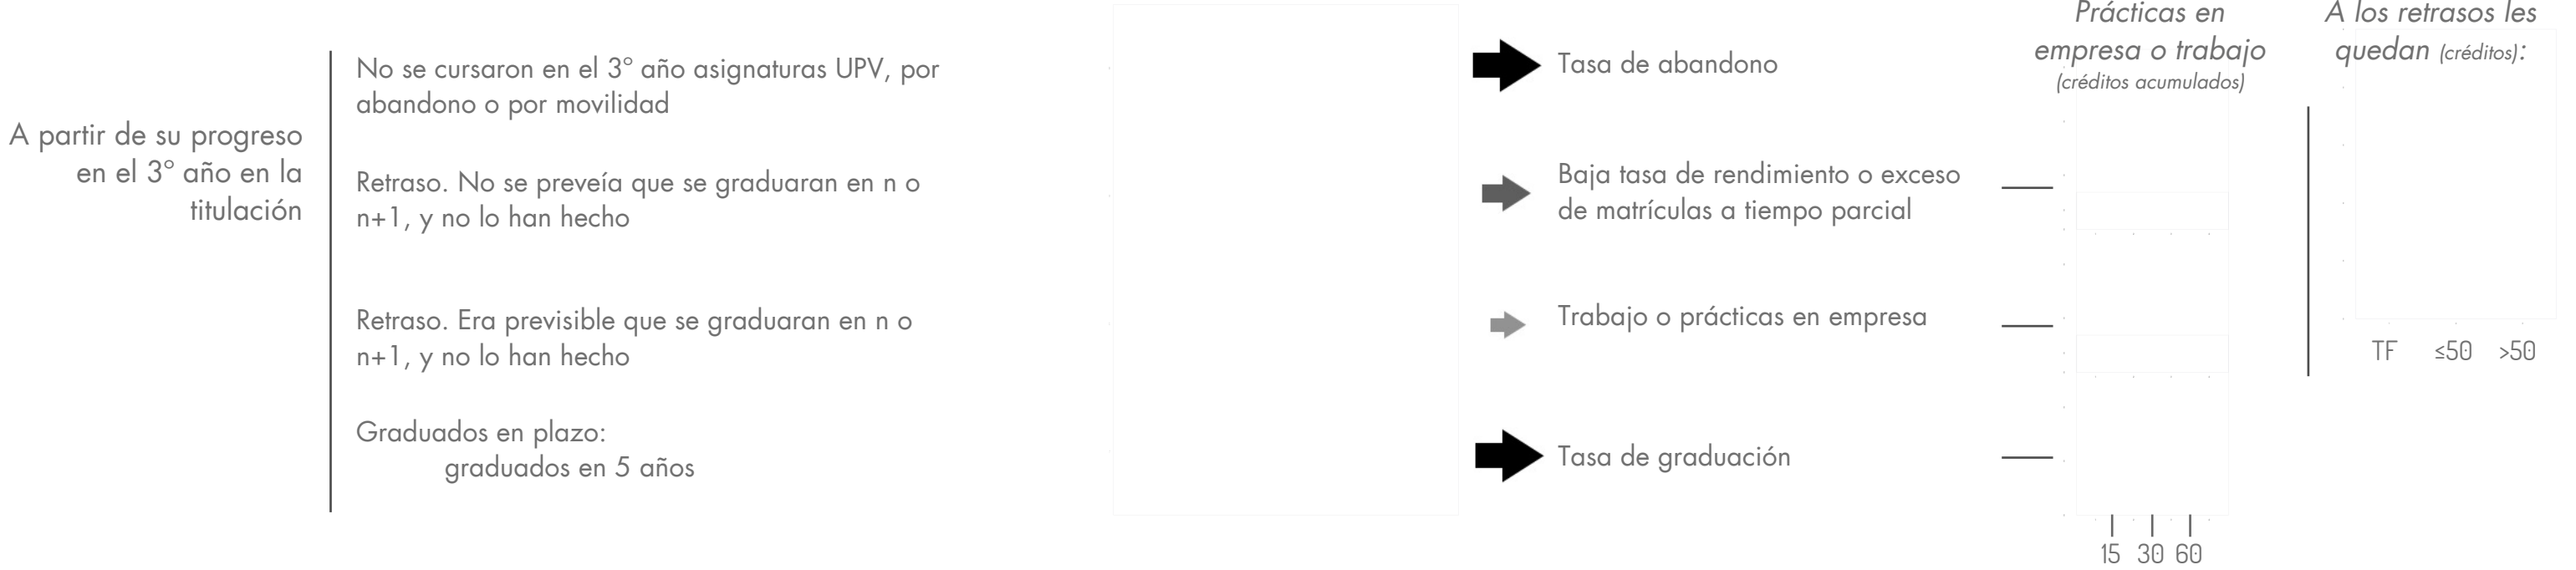 A partir de su progreso
en el 3º año en la
titulación
No se cursaron en el 3º año asignaturas UPV, por
abandono o por movilidad
Retraso. No se preveía que se graduaran en n o
n+1, y no lo han hecho
Retraso. Era previsible que se graduaran en n o
n+1, y no lo han hecho
Graduados en plazo:
graduados en 5 años
Tasa de abandono
Baja tasa de rendimiento o exceso
de matrículas a tiempo parcial
Trabajo o prácticas en empresa
Tasa de graduación
Prácticas en
empresa o trabajo
(créditos acumulados)
15 30 60
A los retrasos les
quedan (créditos):
TF ≤50 >50